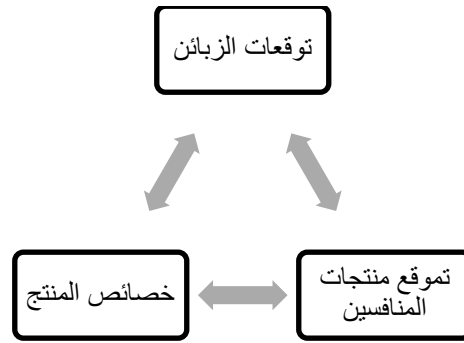 توقعات الزبائن
تموقع منتجات
المنافسين
خصائص المنتج